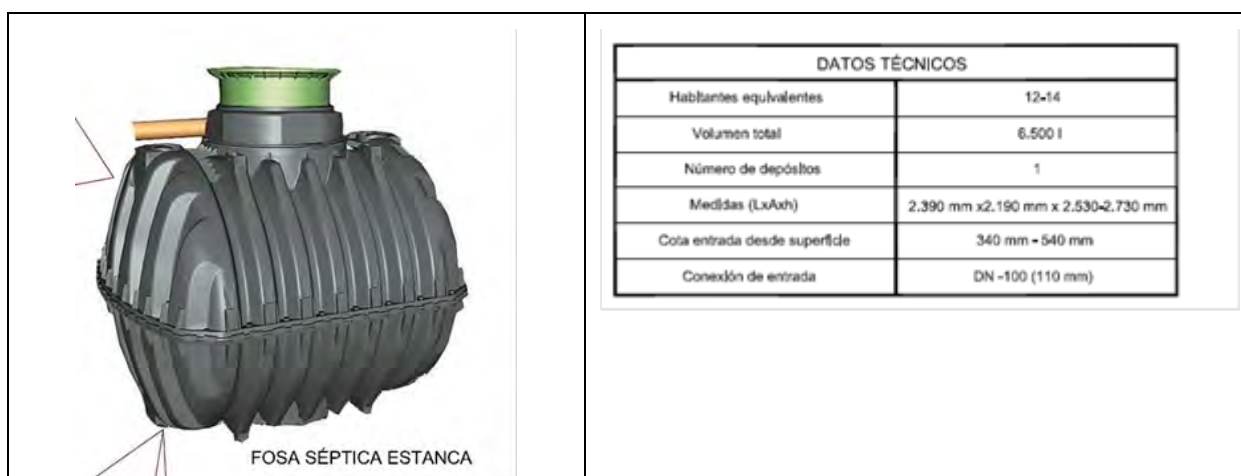 FOSA SÉPTICA ESTANCA
DATOS TÉCNICOS
Habitantes equivalentes 12-14
Volumen total 6.500 l
Número de depósitos 1
Medidas (LxAxh) 2.390 mm x2.190 mm x 2.530-2.730 mm
Cota entrada desde superficie 340 mm - 540 mm
Conexión de entrada DN -100 (110 mm)